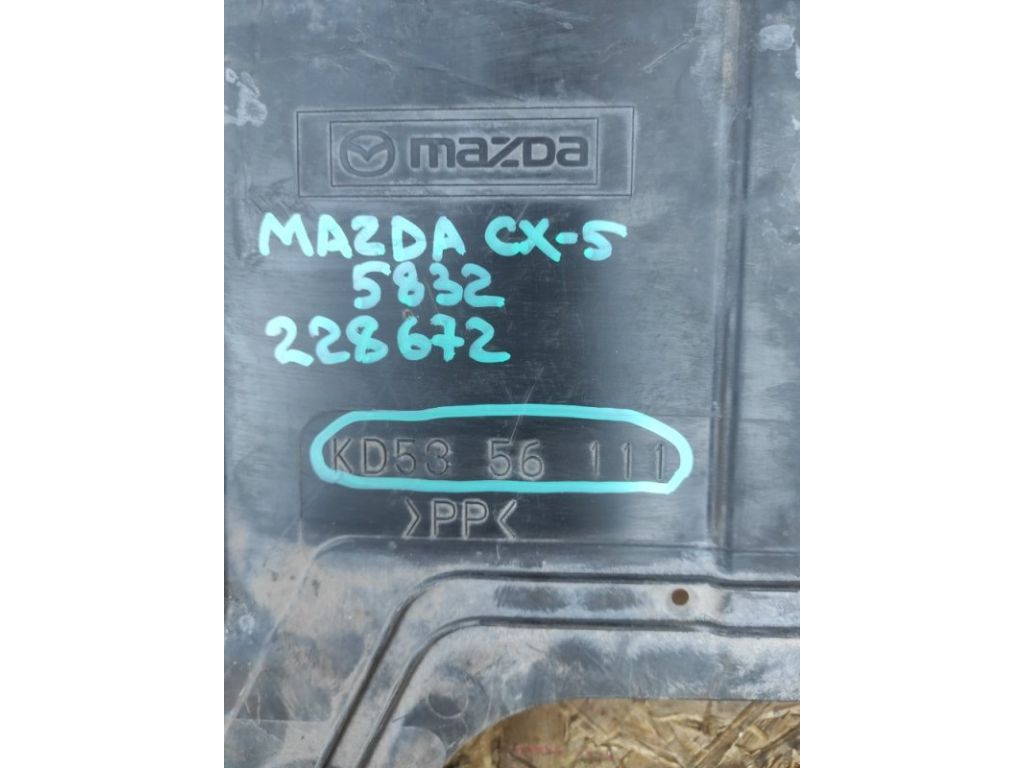 mazda
MAZDA CX-5
5832
228672
KD53 56 111
>PP<